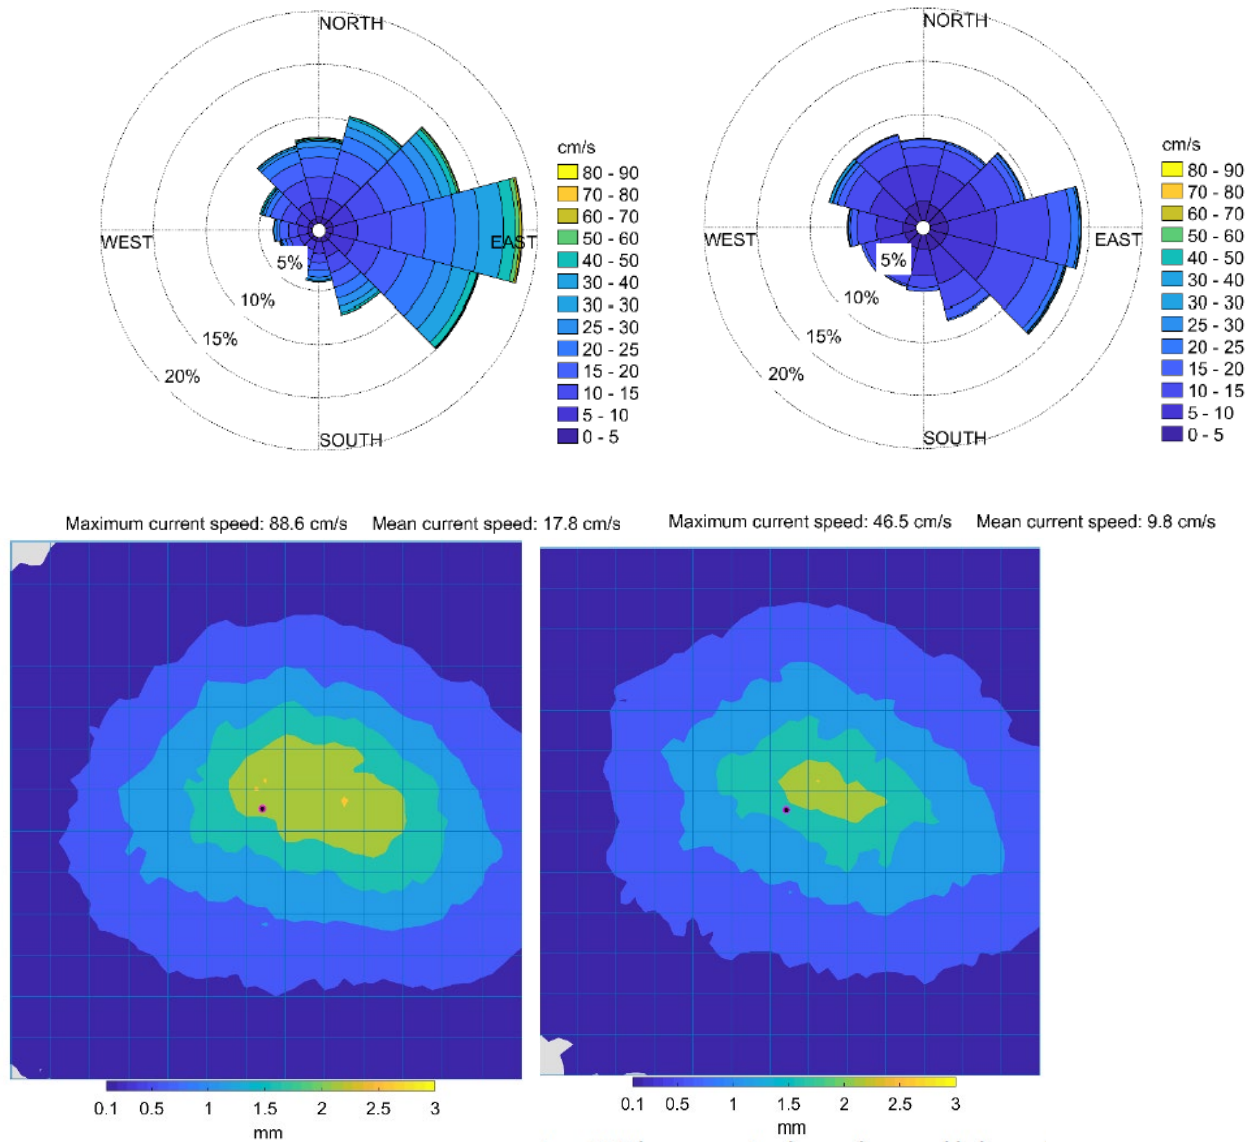 NORTH
WEST
EAST
SOUTH
5%
10%
15%
20%
cm/s
80 - 90
70 - 80
60 - 70
50 - 60
40 - 50
30 - 40
30 - 30
25 - 30
20 - 25
15 - 20
10 - 15
5 - 10
0 - 5
NORTH
WEST
EAST
SOUTH
5%
10%
15%
20%
cm/s
80 - 90
70 - 80
60 - 70
50 - 60
40 - 50
30 - 40
30 - 30
25 - 30
20 - 25
15 - 20
10 - 15
5 - 10
0 - 5
Maximum current speed: 88.6 cm/s Mean current speed: 17.8 cm/s
Maximum current speed: 46.5 cm/s Mean current speed: 9.8 cm/s
0.1 0.5 1 1.5 2 2.5 3
mm
0.1 0.5 1 1.5 2 2.5 3
mm